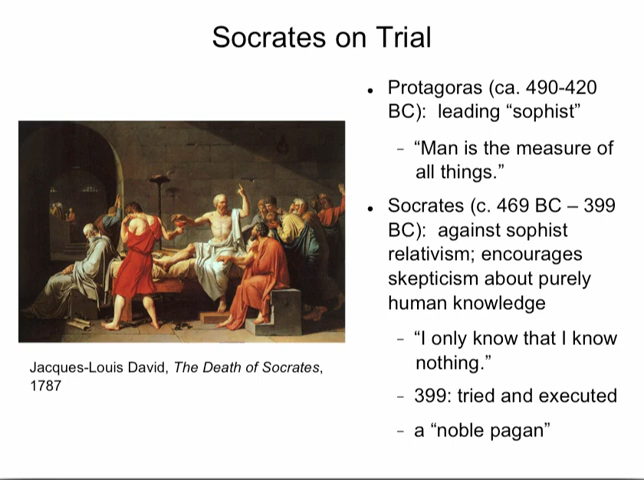 Socrates on Trial
Jacques-Louis David, The Death of Socrates,
1787
• Protagoras (ca. 490-420
BC):  leading “sophist”
– “Man is the measure of
all things.”
• Socrates (c. 469 BC – 399
BC):  against sophist
relativism; encourages
skepticism about purely
human knowledge
– “I only know that I know
nothing.”
– 399: tried and executed
– a “noble pagan”